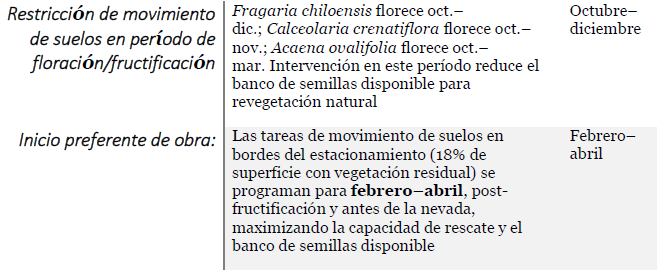 Restricción de movimiento
de suelos en período de
floración/fructificación
Fragaria chiloensis florece oct.–
dic.; Calceolaria crenatiflora florece oct.–
nov.; Acaena ovalifolia florece oct.–
mar. Intervención en este período reduce el
banco de semillas disponible para
revegetación natural
Octubre–
diciembre
Inicio preferente de obra:
Las tareas de movimiento de suelos en
bordes del estacionamiento (18% de
superficie con vegetación residual) se
programan para febrero–abril, post-
fructificación y antes de la nevada,
maximizando la capacidad de rescate y el
banco de semillas disponible
Febrero–
abril